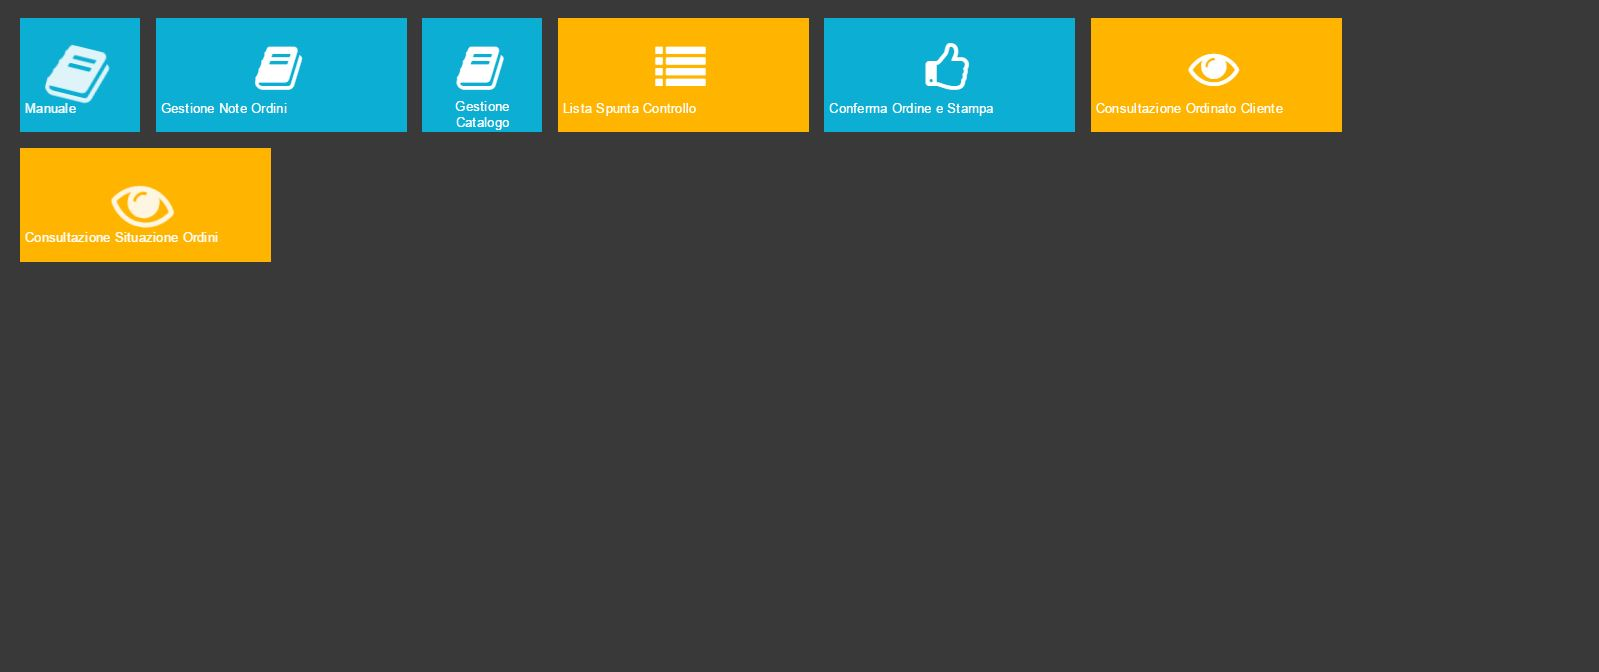 Manuale
Gestione Note Ordini
Gestione
Catalogo
Lista Spunta Controllo
Conferma Ordine e Stampa
Consultazione Ordinato Cliente
Consultazione Situazione Ordini